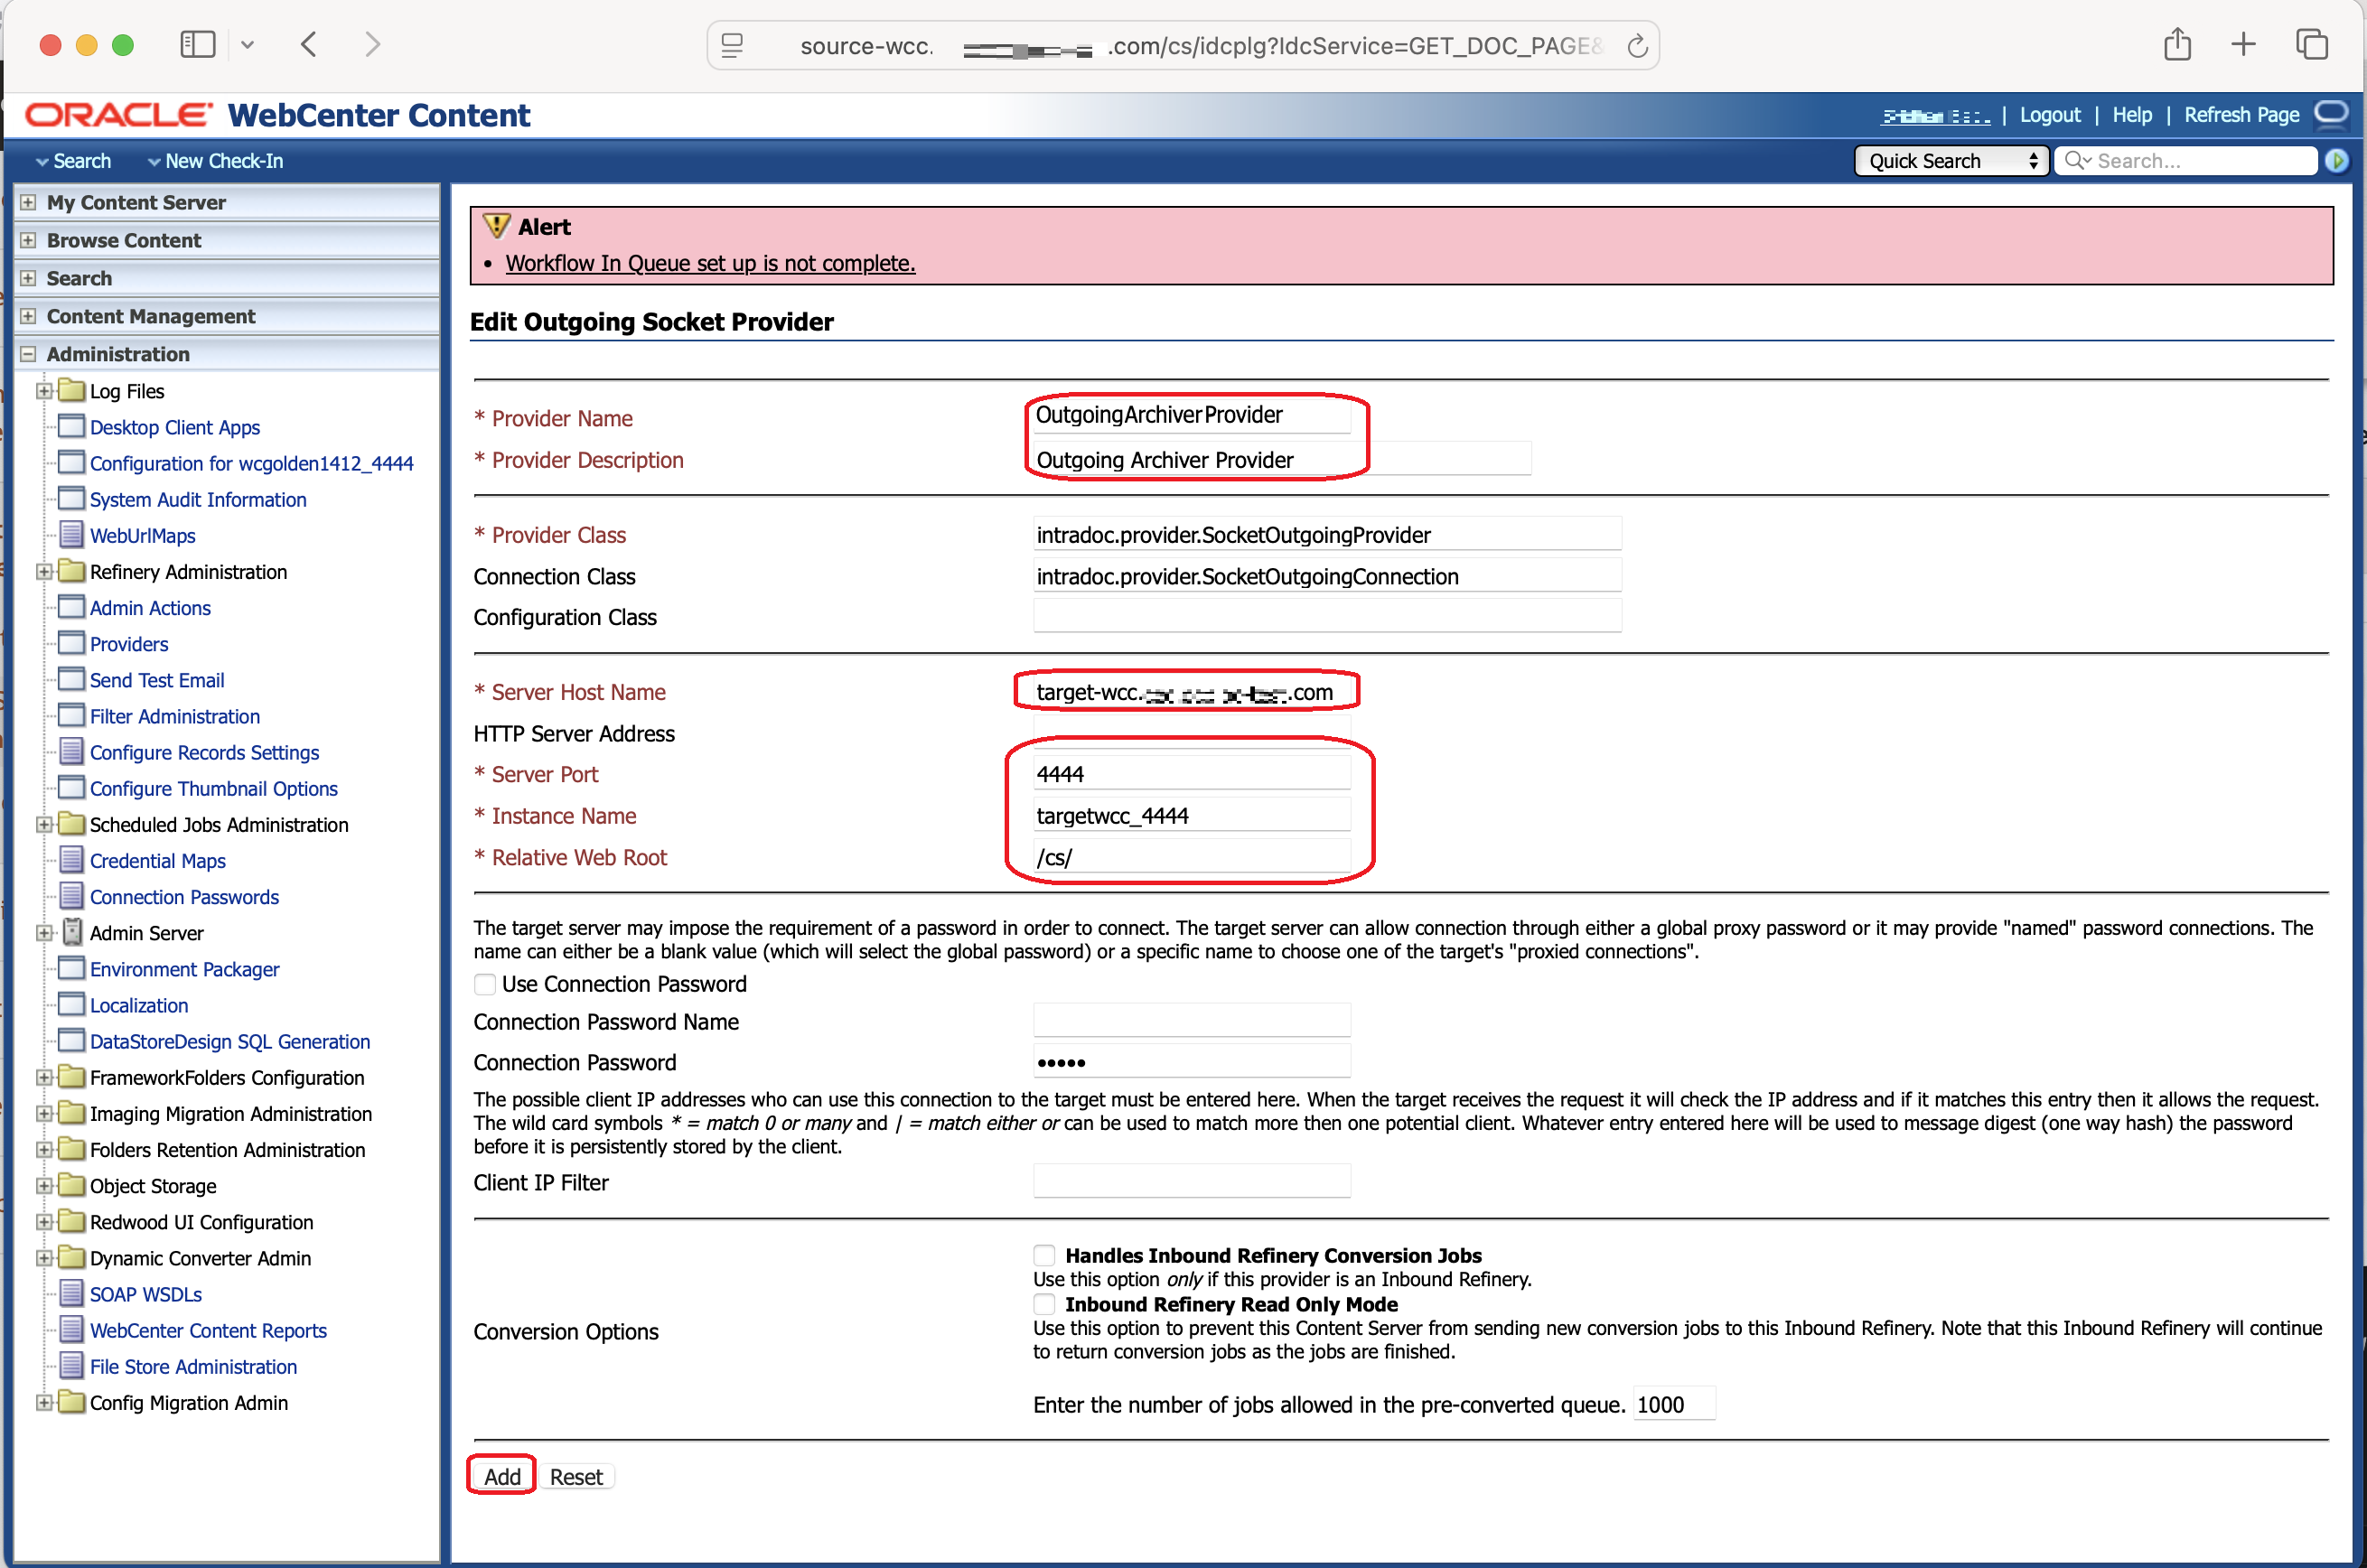 source-wcc. .com/cs/idcplg?IdcService=GET_DOC_PAGE&
ORACLE WebCenter Content
Logout | Help | Refresh Page
Search New Check-In
Quick Search Search...
My Content Server
Browse Content
Search
Content Management
Administration
Log Files
Desktop Client Apps
Configuration for wcgolden1412_4444
System Audit Information
WebUrlMaps
Refinery Administration
Admin Actions
Providers
Send Test Email
Filter Administration
Configure Records Settings
Configure Thumbnail Options
Scheduled Jobs Administration
Credential Maps
Connection Passwords
Admin Server
Environment Packager
Localization
DataStoreDesign SQL Generation
FrameworkFolders Configuration
Imaging Migration Administration
Folders Retention Administration
Object Storage
Redwood UI Configuration
Dynamic Converter Admin
SOAP WSDLs
WebCenter Content Reports
File Store Administration
Config Migration Admin
Alert
• Workflow In Queue set up is not complete.
Edit Outgoing Socket Provider
* Provider Name OutgoingArchiverProvider
* Provider Description Outgoing Archiver Provider
* Provider Class intradoc.provider.SocketOutgoingProvider
Connection Class intradoc.provider.SocketOutgoingConnection
Configuration Class
* Server Host Name target-wcc. .com
HTTP Server Address
* Server Port 4444
* Instance Name targetwcc_4444
* Relative Web Root /cs/
The target server may impose the requirement of a password in order to connect. The target server can allow connection through either a global proxy password or it may provide "named" password connections. The
name can either be a blank value (which will select the global password) or a specific name to choose one of the target's "proxied connections".
Use Connection Password
Connection Password Name
Connection Password •••••
The possible client IP addresses who can use this connection to the target must be entered here. When the target receives the request it will check the IP address and if it matches this entry then it allows the request.
The wild card symbols * = match 0 or many and | = match either or can be used to match more then one potential client. Whatever entry entered here will be used to message digest (one way hash) the password
before it is persistently stored by the client.
Client IP Filter
Conversion Options
Handles Inbound Refinery Conversion Jobs
Use this option only if this provider is an Inbound Refinery.
Inbound Refinery Read Only Mode
Use this option to prevent this Content Server from sending new conversion jobs to this Inbound Refinery. Note that this Inbound Refinery will continue
to return conversion jobs as the jobs are finished.
Enter the number of jobs allowed in the pre-converted queue. 1000
Add Reset